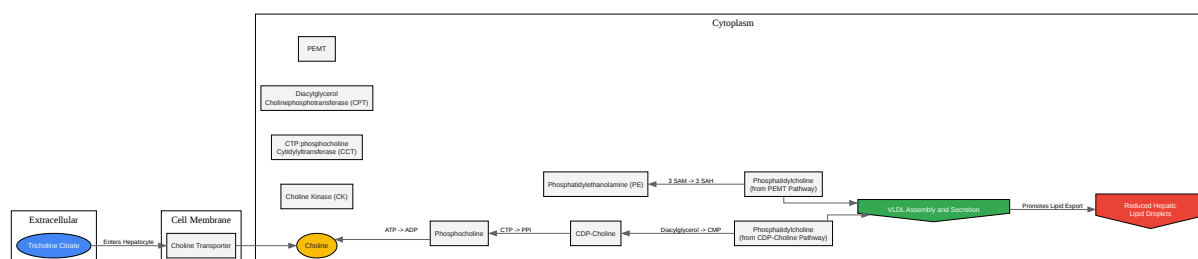 Cytoplasm
PEMT
Diacylglycerol
Cholinephosphotransferase (CPT)
CTP:phosphocholine
Cytidylyltransferase (CCT)
Choline Kinase (CK)
Phosphatidylethanolamine (PE)
3 SAM -> 3 SAH
Phosphatidylcholine
(from PEMT Pathway)
VLDL Assembly and Secretion
Promotes Lipid Export
Reduced Hepatic
Lipid Droplets
Extracellular
Tricholine Citrate
Enters Hepatocyte
Cell Membrane
Choline Transporter
Choline
ATP -> ADP
Phosphocholine
CTP -> PPi
CDP-Choline
Diacylglycerol -> CMP
Phosphatidylcholine
(from CDP-Choline Pathway)